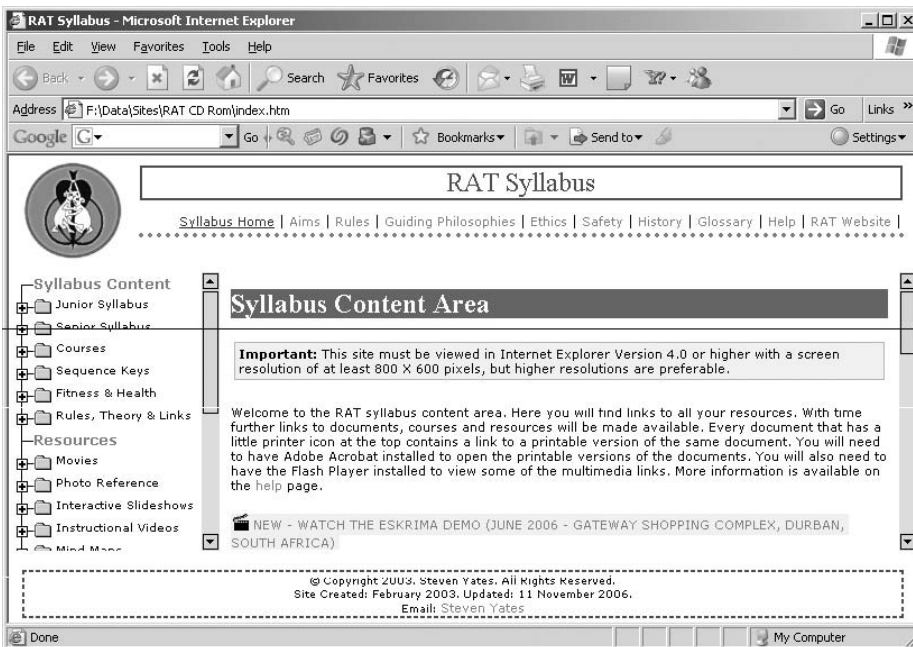 RAT Syllabus - Microsoft Internet Explorer
File Edit View Favorites Tools Help
Back Search Favorites
Address F:\Data\Sites\RAT CD Rom\index.htm Go Links »
Google G Go Bookmarks Send to Settings
RAT Syllabus
Syllabus Home | Aims | Rules | Guiding Philosophies | Ethics | Safety | History | Glossary | Help | RAT Website |
Syllabus Content
Junior Syllabus
Senior Syllabus
Courses
Sequence Keys
Fitness & Health
Rules, Theory & Links
Resources
Movies
Photo Reference
Interactive Slideshows
Instructional Videos
Mind Maps
Syllabus Content Area
Important: This site must be viewed in Internet Explorer Version 4.0 or higher with a screen
resolution of at least 800 X 600 pixels, but higher resolutions are preferable.
Welcome to the RAT syllabus content area. Here you will find links to all your resources. With time
further links to documents, courses and resources will be made available. Every document that has a
little printer icon at the top contains a link to a printable version of the same document. You will need
to have Adobe Acrobat installed to open the printable versions of the documents. You will also need to
have the Flash Player installed to view some of the multimedia links. More information is available on
the help page.
NEW - WATCH THE ESKRIMA DEMO (JUNE 2006 - GATEWAY SHOPPING COMPLEX, DURBAN,
SOUTH AFRICA)
© Copyright 2003. Steven Yates. All Rights Reserved.
Site Created: February 2003. Updated: 11 November 2006.
Email: Steven Yates
Done My Computer